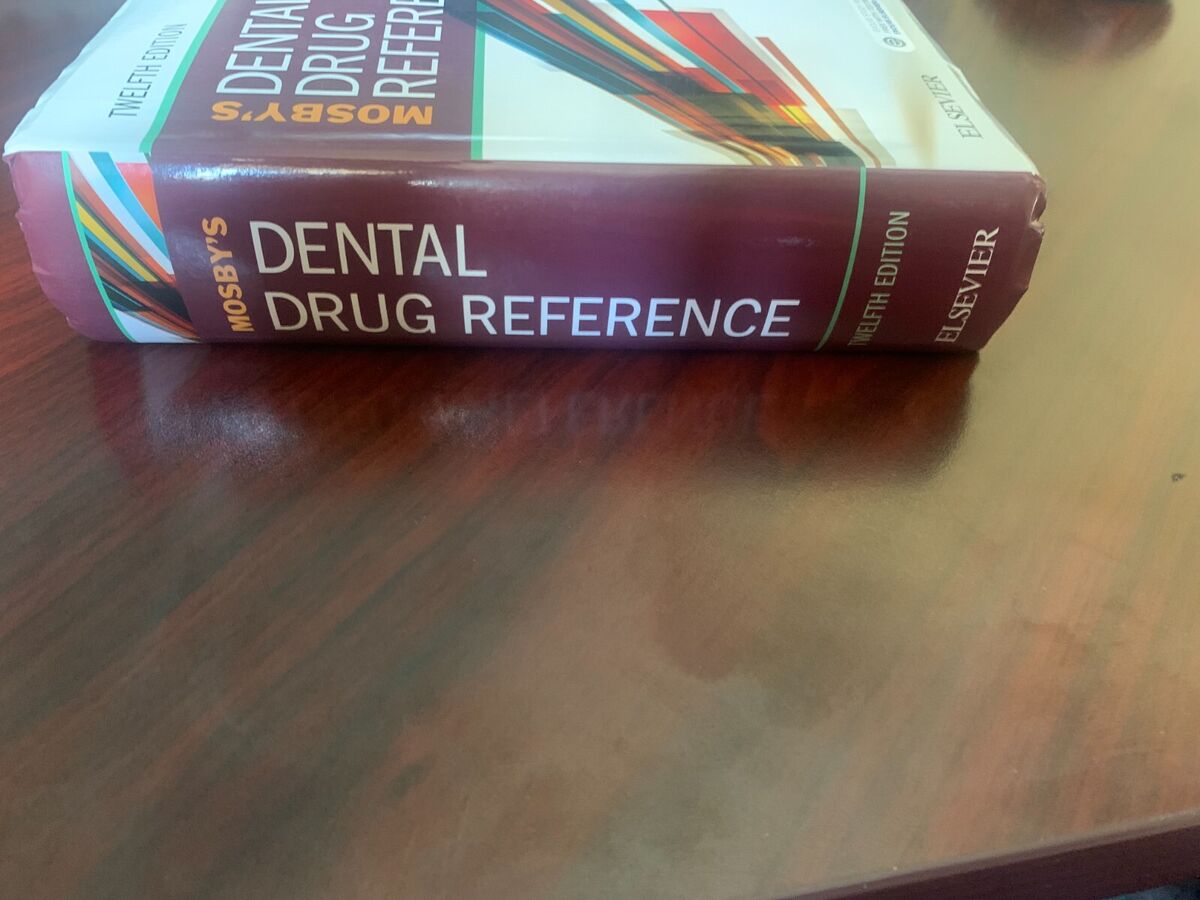 TWELFTH EDITION
MOSBY'S
DENTAL
DRUG
REFERE
ELSEVIER
MOSBY'S
DENTAL
DRUG REFERENCE
TWELFTH EDITION
ELSEVIER